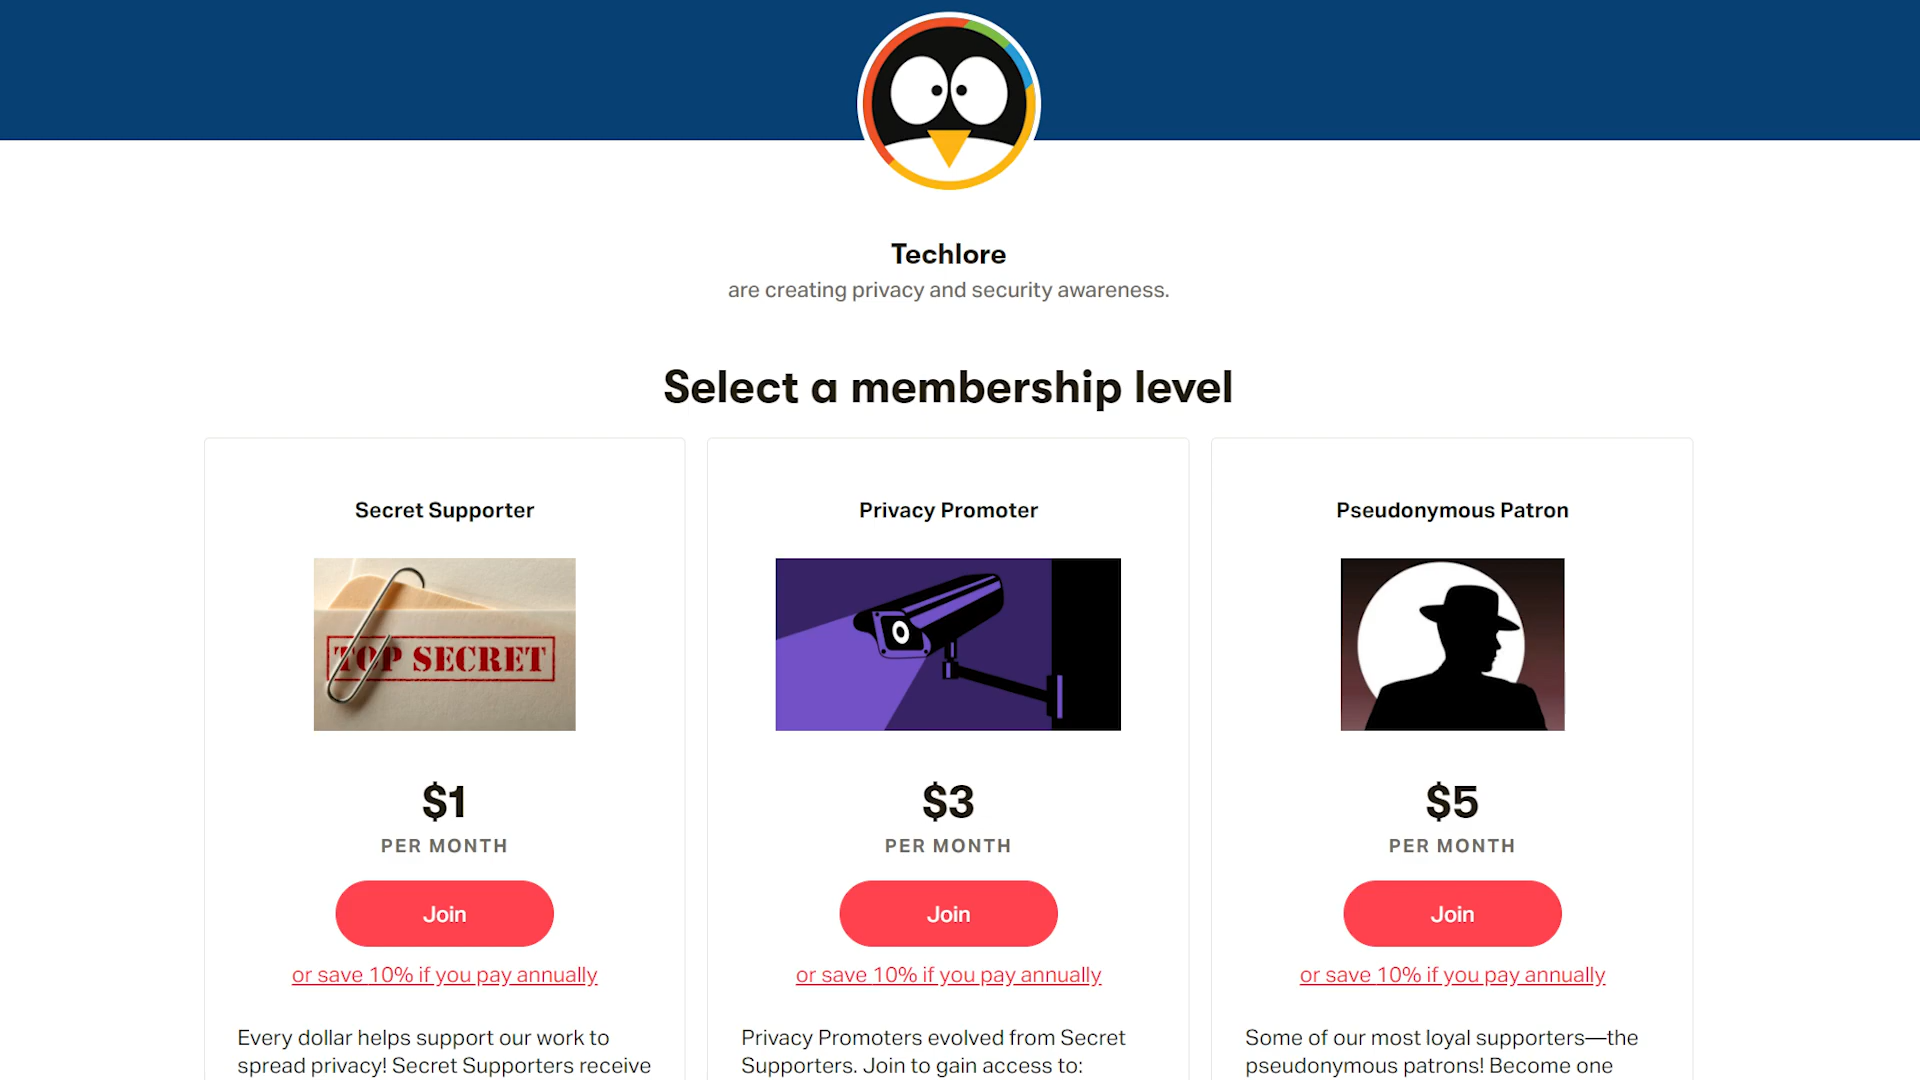 Techlore
are creating privacy and security awareness.
Select a membership level
Secret Supporter
TOP SECRET
$1
PER MONTH
Join
or save 10% if you pay annually
Every dollar helps support our work to
spread privacy! Secret Supporters receive
Privacy Promoter
$3
PER MONTH
Join
or save 10% if you pay annually
Privacy Promoters evolved from Secret
Supporters. Join to gain access to:
Pseudonymous Patron
$5
PER MONTH
Join
or save 10% if you pay annually
Some of our most loyal supporters—the
pseudonymous patrons! Become one